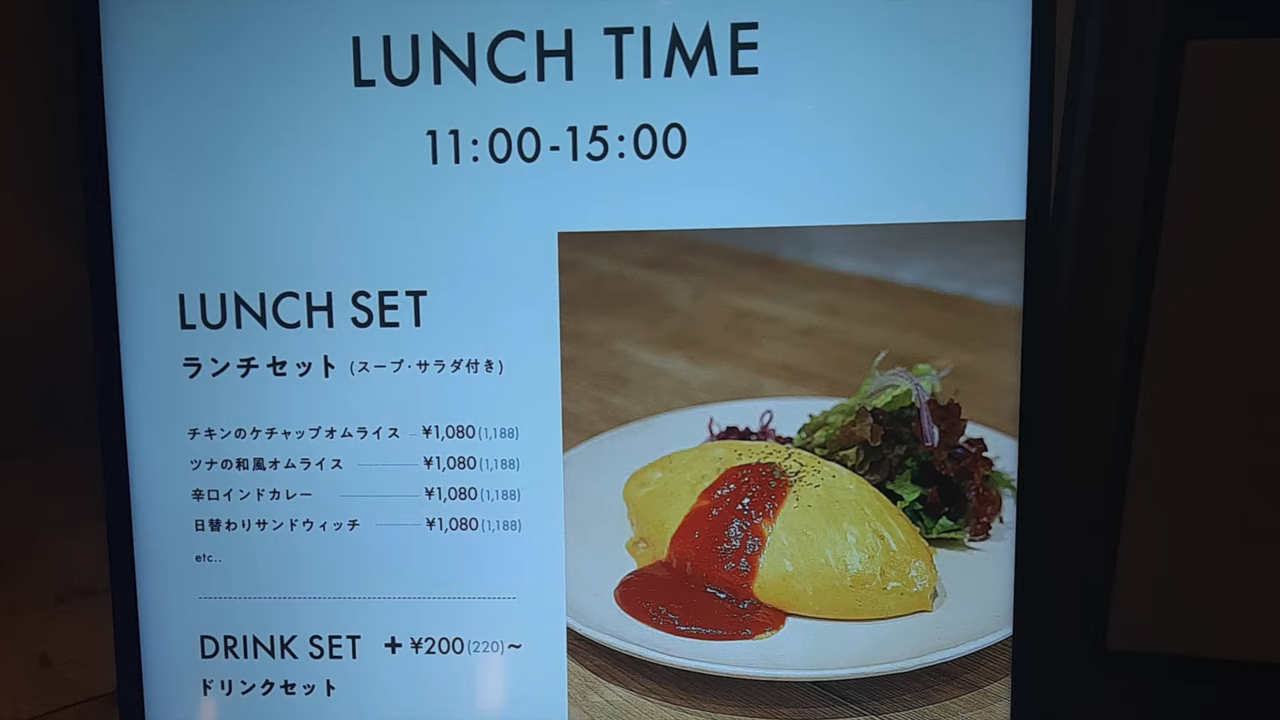 LUNCH TIME
11:00-15:00
LUNCH SET
ランチセット (スープ・サラダ付き)
チキンのケチャップオムライス ¥1,080(1,188)
ツナの和風オムライス ¥1,080(1,188)
辛口インドカレー ¥1,080(1,188)
日替わりサンドウィッチ ¥1,080(1,188)
etc..
DRINK SET +¥200(220)~
ドリンクセット